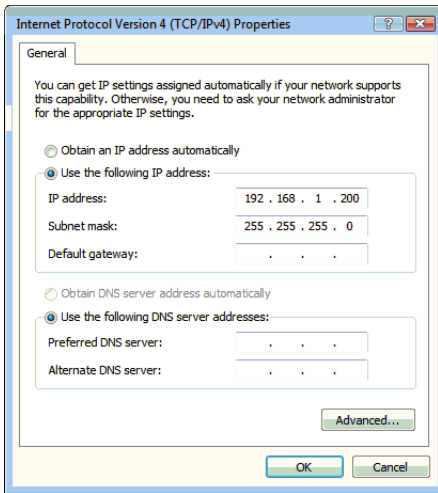 Internet Protocol Version 4 (TCP/IPv4) Properties
General
You can get IP settings assigned automatically if your network supports
this capability. Otherwise, you need to ask your network administrator
for the appropriate IP settings.
Obtain an IP address automatically
Use the following IP address:
IP address: 192 . 168 . 1 . 200
Subnet mask: 255 . 255 . 255 . 0
Default gateway: . . .
Obtain DNS server address automatically
Use the following DNS server addresses:
Preferred DNS server: . . .
Alternate DNS server: . . .
Advanced...
OK Cancel